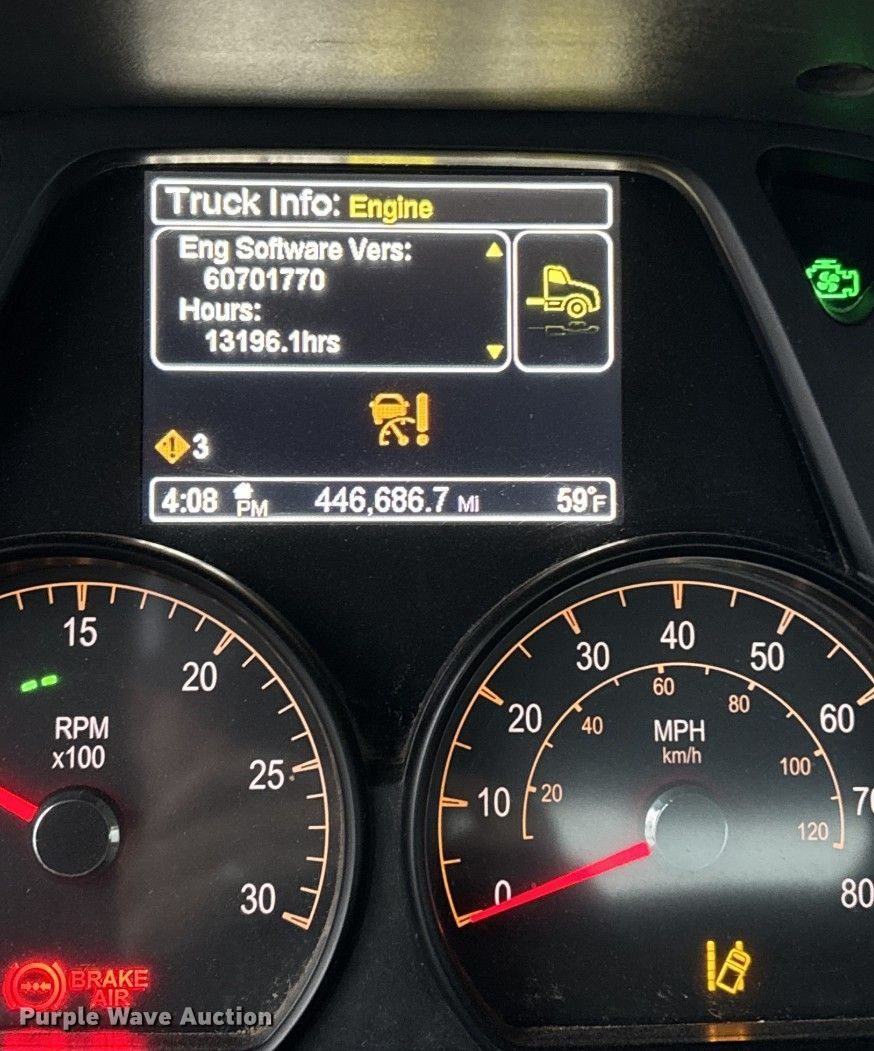 Truck Info: Engine
Eng Software Vers:
60701770
Hours:
13196.1hrs
3
4:08 PM 446,686.7 Mi 59°F
15
20
25
30
RPM
x100
BRAKE
AIR
0
10
20
30
40
50
60
70
80
MPH
km/h
20
40
60
80
100
120
Purple Wave Auction